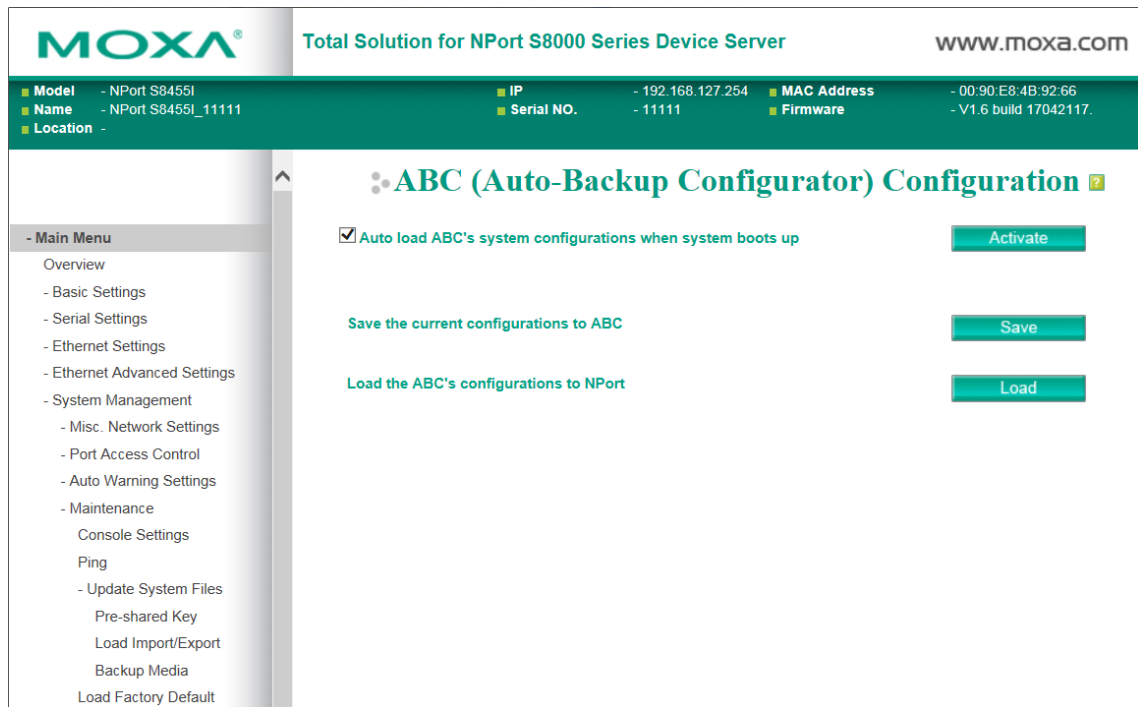 MOXA®
Total Solution for NPort S8000 Series Device Server
www.moxa.com
Model - NPort S8455I
IP - 192.168.127.254
MAC Address - 00:90:E8:4B:92:66
Name - NPort S8455I_11111
Serial NO. - 11111
Firmware - V1.6 build 17042117.
Location -
- Main Menu
Overview
- Basic Settings
- Serial Settings
- Ethernet Settings
- Ethernet Advanced Settings
- System Management
- Misc. Network Settings
- Port Access Control
- Auto Warning Settings
- Maintenance
Console Settings
Ping
- Update System Files
Pre-shared Key
Load Import/Export
Backup Media
Load Factory Default
ABC (Auto-Backup Configurator) Configuration ?
Auto load ABC's system configurations when system boots up
Activate
Save the current configurations to ABC
Save
Load the ABC's configurations to NPort
Load